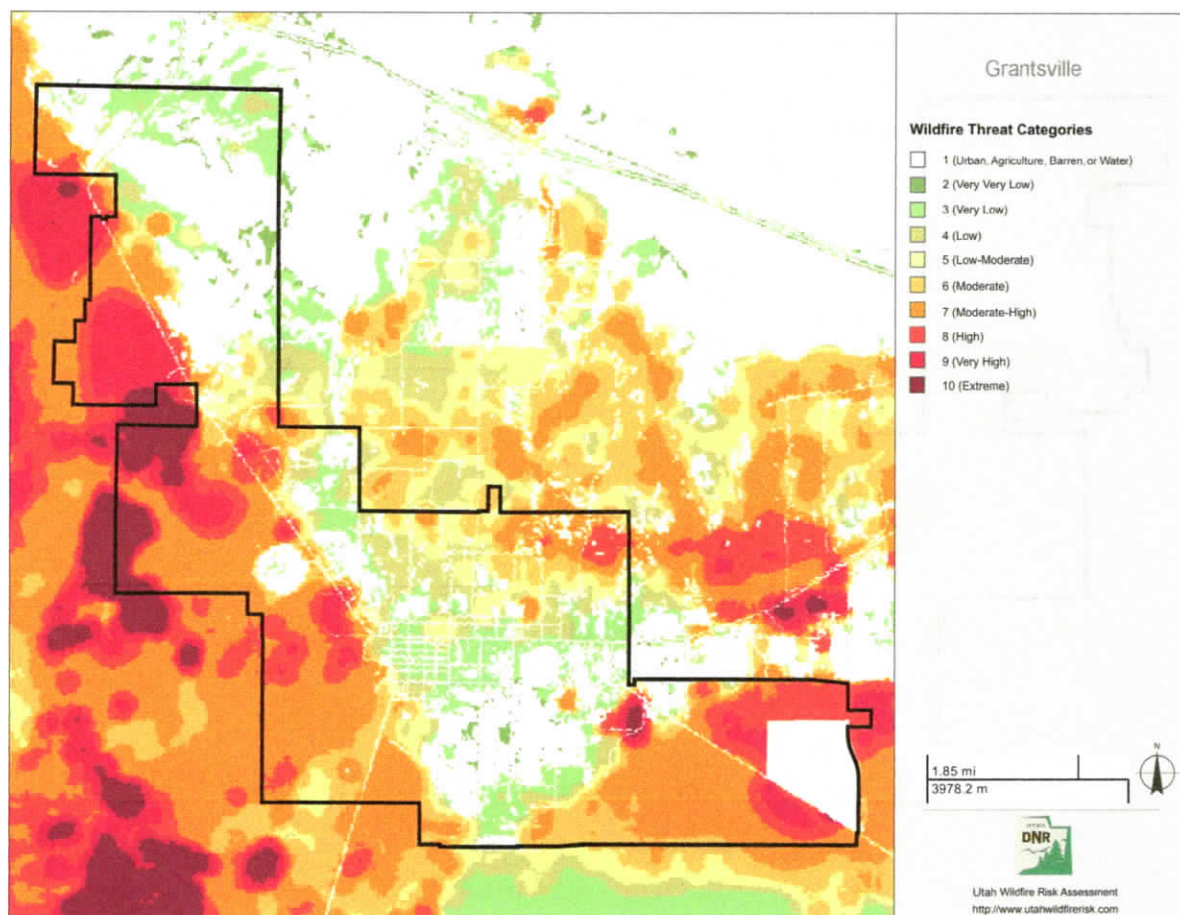 Grantsville
Wildfire Threat Categories
1 (Urban, Agriculture, Barren, or Water)
2 (Very Very Low)
3 (Very Low)
4 (Low)
5 (Low-Moderate)
6 (Moderate)
7 (Moderate-High)
8 (High)
9 (Very High)
10 (Extreme)
1.85 mi
3978.2 m
N
DNR
Utah Wildfire Risk Assessment
http://www.utahwildfirerisk.com